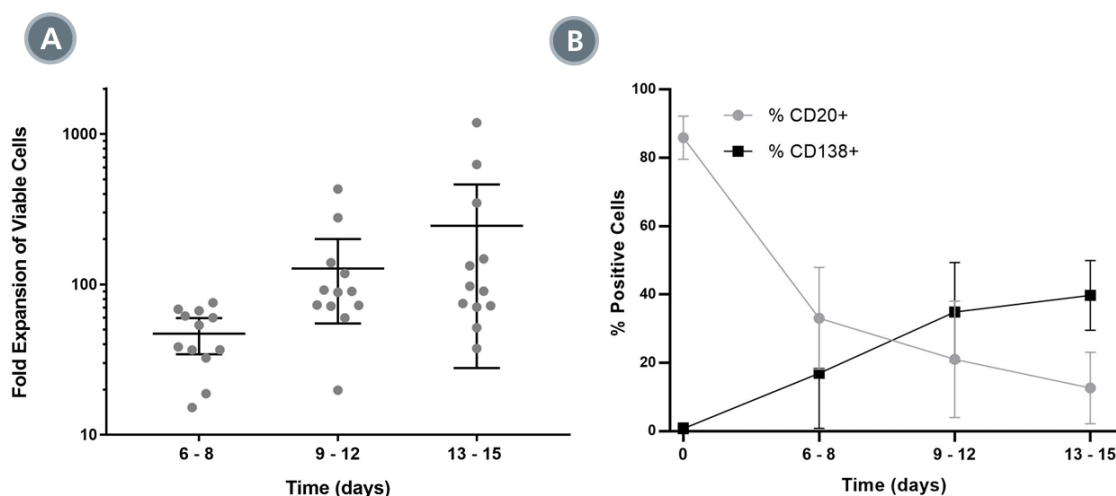 A
Fold Expansion of Viable Cells
1000
100
10
6 - 8
9 - 12
13 - 15
Time (days)
B
% Positive Cells
100
80
60
40
20
0
% CD20+
% CD138+
0
6 - 8
9 - 12
13 - 15
Time (days)